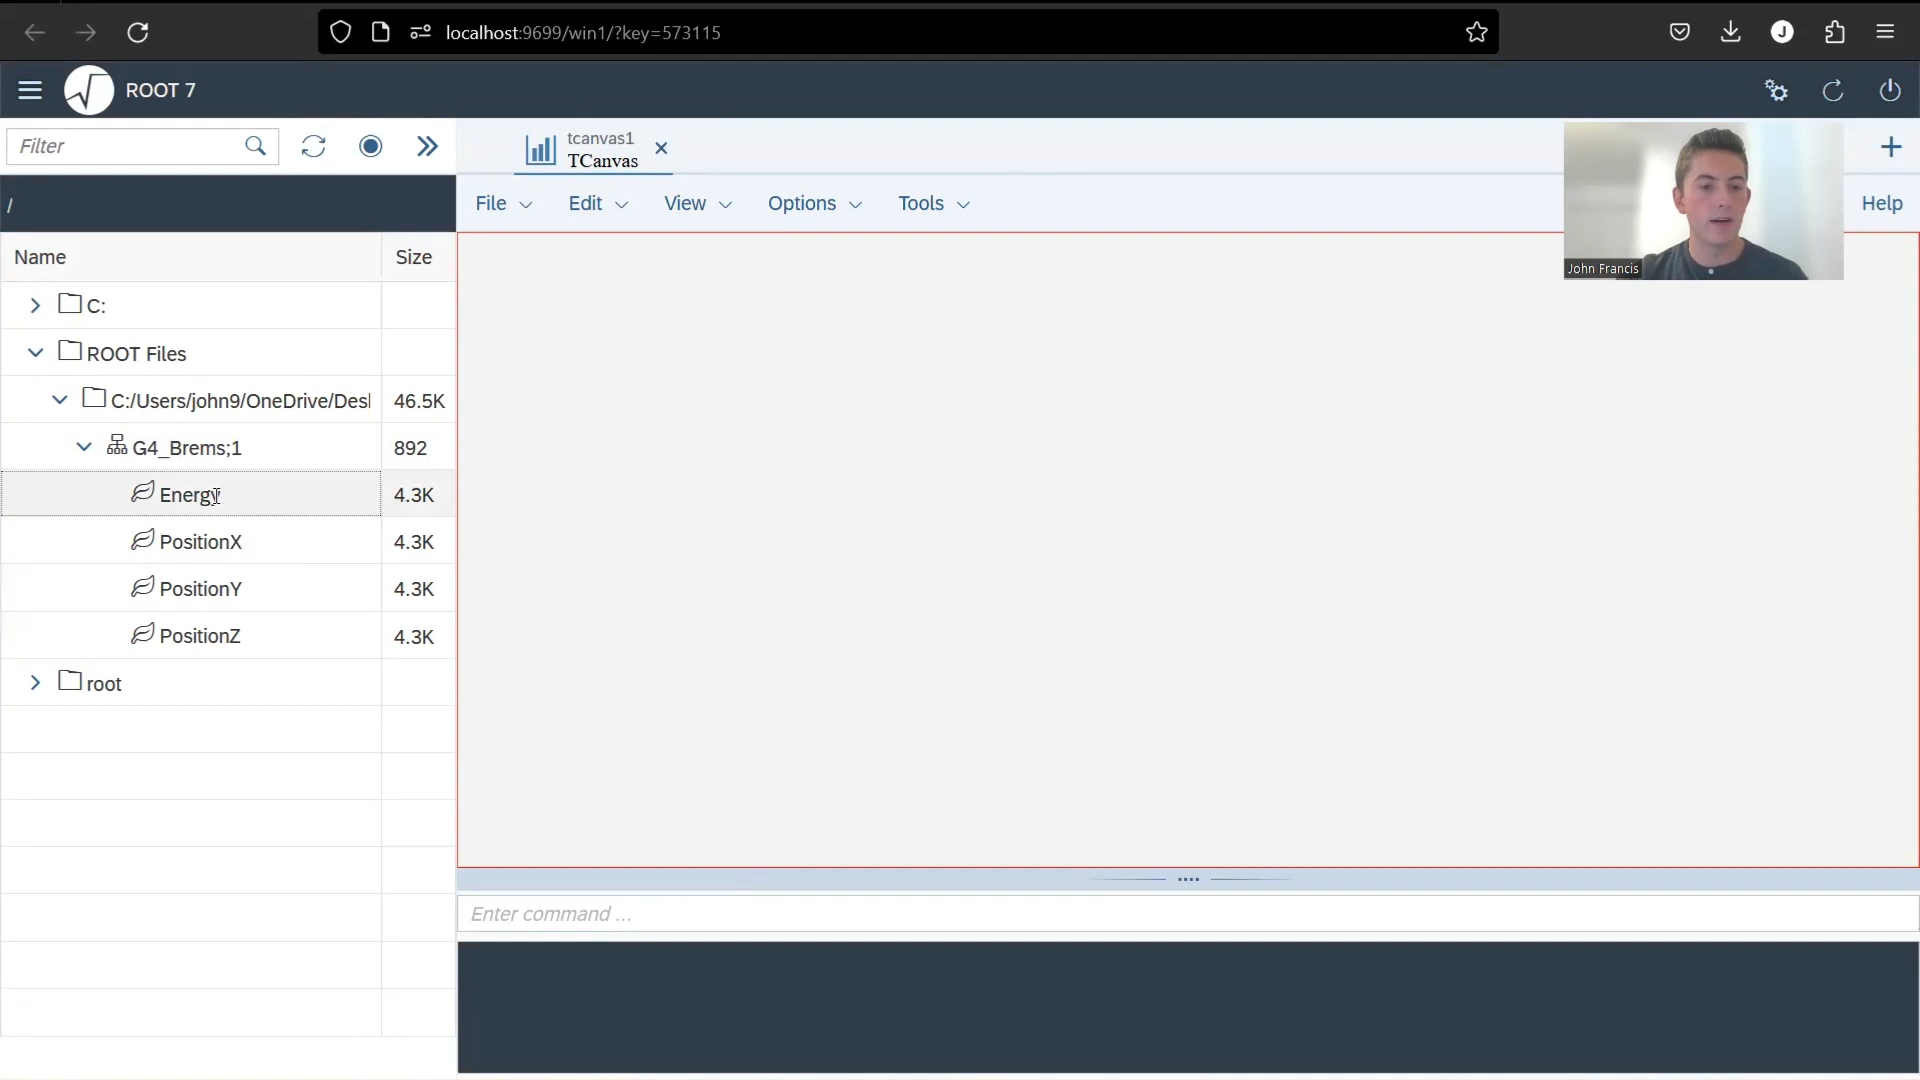 localhost:9699/win1/?key=573115
J
ROOT 7
Filter
tcanvas1
TCanvas
/
File
Edit
View
Options
Tools
Help
Name
Size
C:
John Francis
ROOT Files
C:/Users/john9/OneDrive/Desl
46.5K
G4_Brems;1
892
Energy
4.3K
PositionX
4.3K
PositionY
4.3K
PositionZ
4.3K
root
Enter command ...